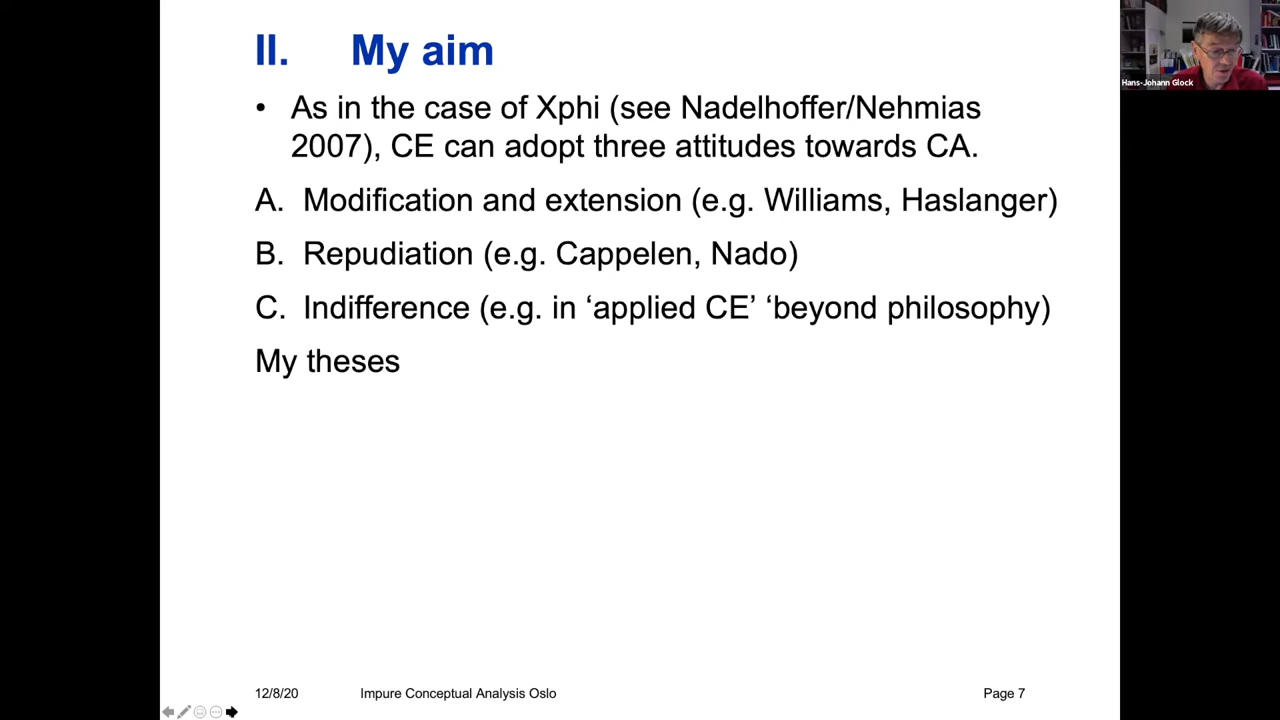 II. My aim
Hans-Johann Glock
• As in the case of Xphi (see Nadelhoffer/Nehmias
2007), CE can adopt three attitudes towards CA.
A. Modification and extension (e.g. Williams, Haslanger)
B. Repudiation (e.g. Cappelen, Nado)
C. Indifference (e.g. in ‘applied CE’ ‘beyond philosophy)
My theses
12/8/20 Impure Conceptual Analysis Oslo Page 7